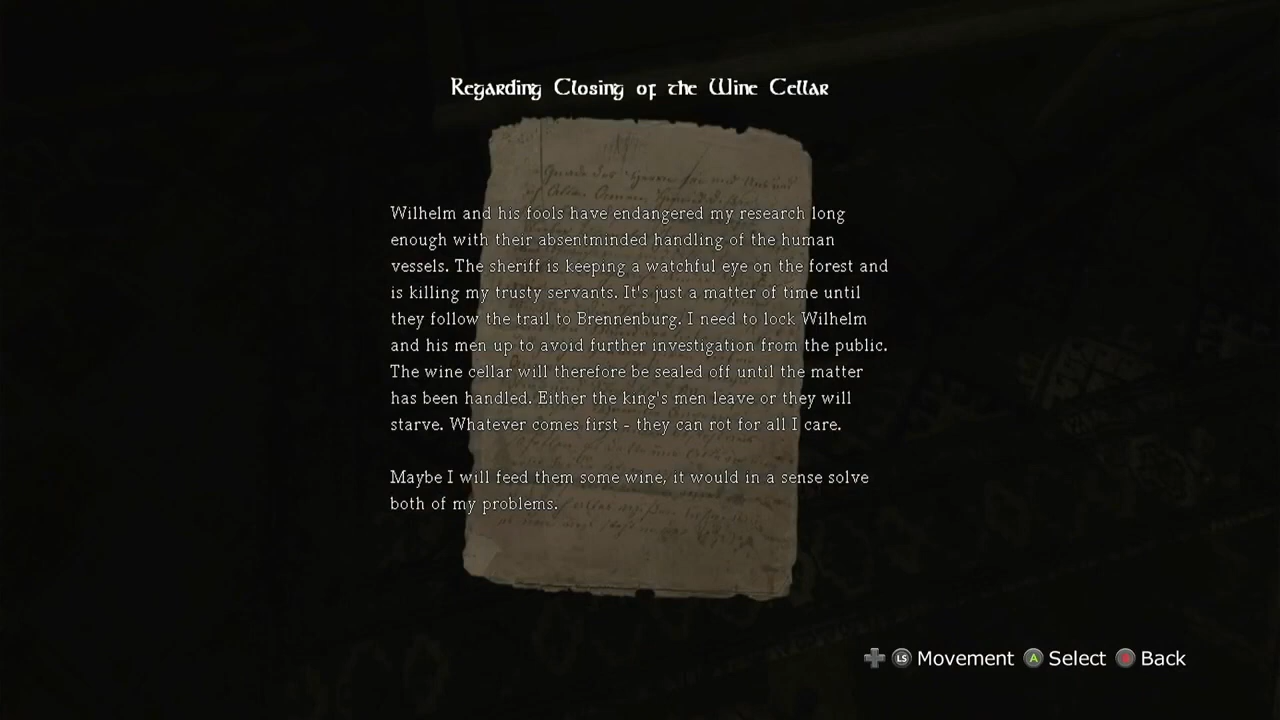 Regarding Closing of the Wine Cellar
Wilhelm and his fools have endangered my research long
enough with their absentminded handling of the human
vessels. The sheriff is keeping a watchful eye on the forest and
is killing my trusty servants. It's just a matter of time until
they follow the trail to Brennenburg. I need to lock Wilhelm
and his men up to avoid further investigation from the public.
The wine cellar will therefore be sealed off until the matter
has been handled. Either the king's men leave or they will
starve. Whatever comes first - they can rot for all I care.
Maybe I will feed them some wine, it would in a sense solve
both of my problems.
LS Movement A Select B Back